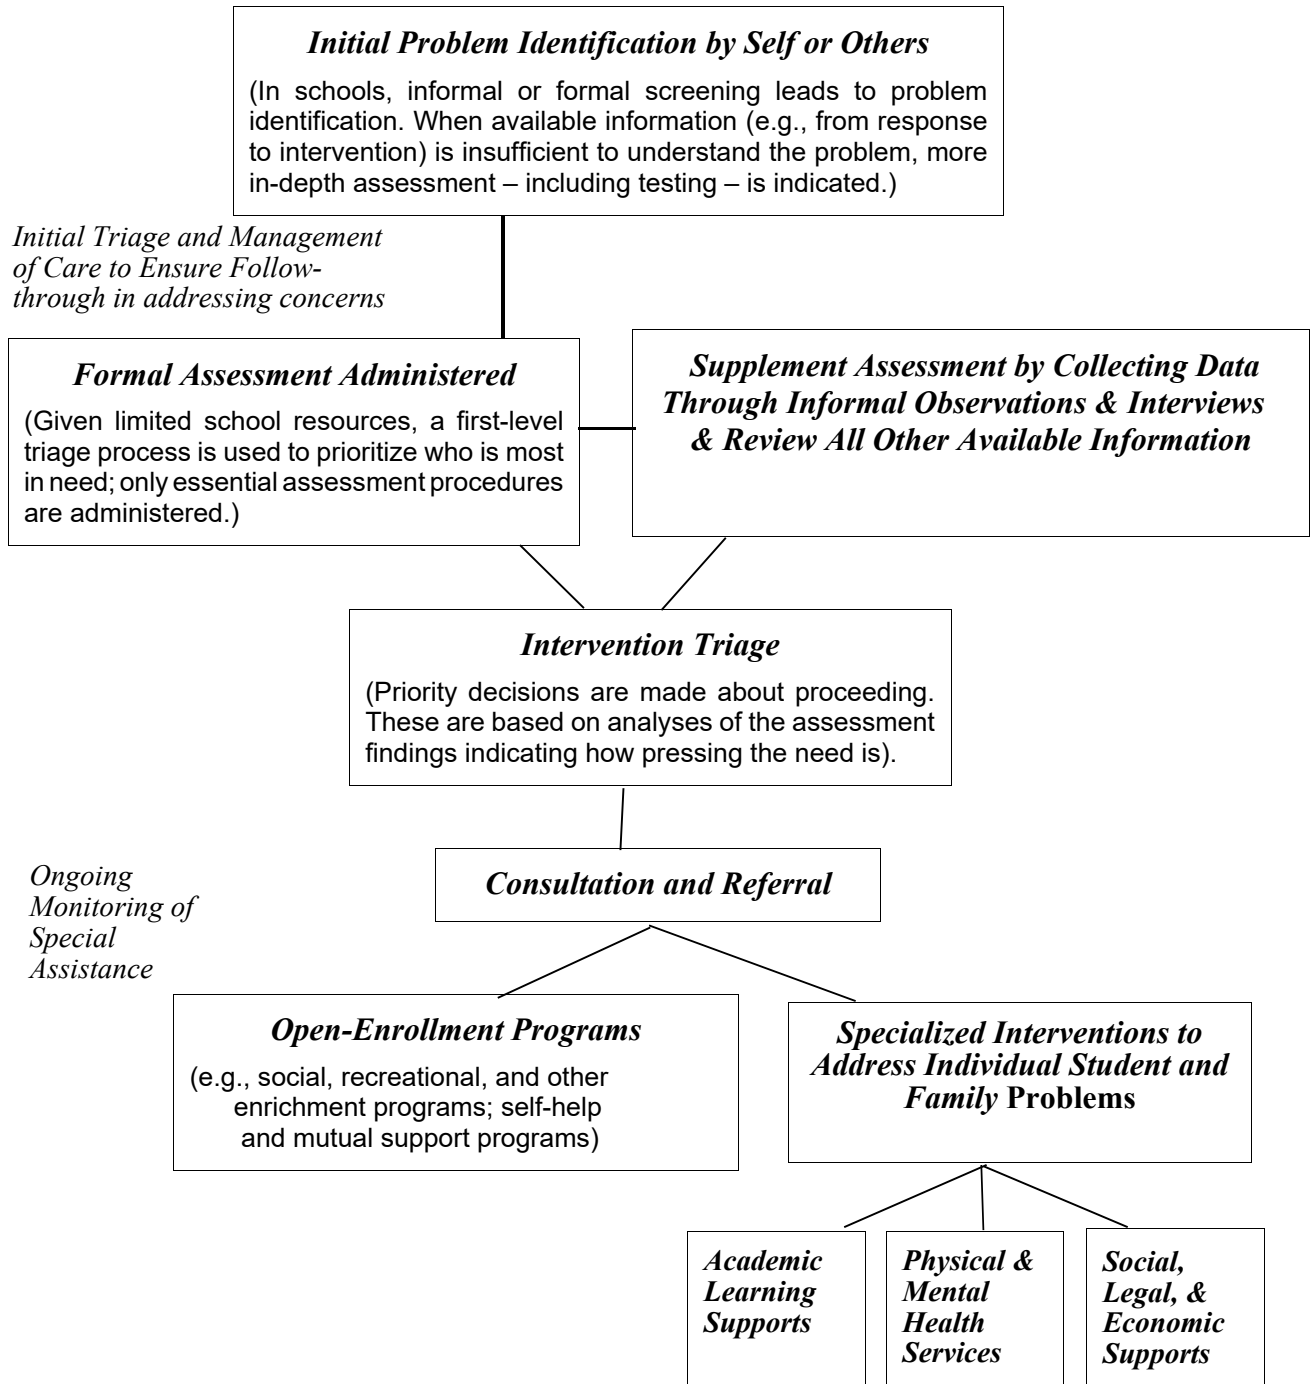 Initial Problem Identification by Self or Others
(In schools, informal or formal screening leads to problem
identification. When available information (e.g., from response
to intervention) is insufficient to understand the problem, more
in-depth assessment – including testing – is indicated.)
Initial Triage and Management
of Care to Ensure Follow-
through in addressing concerns
Formal Assessment Administered
(Given limited school resources, a first-level
triage process is used to prioritize who is most
in need; only essential assessment procedures
are administered.)
Supplement Assessment by Collecting Data
Through Informal Observations & Interviews
& Review All Other Available Information
Intervention Triage
(Priority decisions are made about proceeding.
These are based on analyses of the assessment
findings indicating how pressing the need is).
Consultation and Referral
Ongoing
Monitoring of
Special
Assistance
Open-Enrollment Programs
(e.g., social, recreational, and other
enrichment programs; self-help
and mutual support programs)
Specialized Interventions to
Address Individual Student and
Family Problems
Academic
Learning
Supports
Physical &
Mental
Health
Services
Social,
Legal, &
Economic
Supports